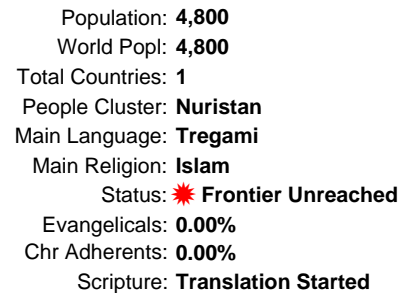 Population: 4,800
World Popl: 4,800
Total Countries: 1
People Cluster: Nuristan
Main Language: Tregami
Main Religion: Islam
Status: Frontier Unreached
Evangelicals: 0.00%
Chr Adherents: 0.00%
Scripture: Translation Started